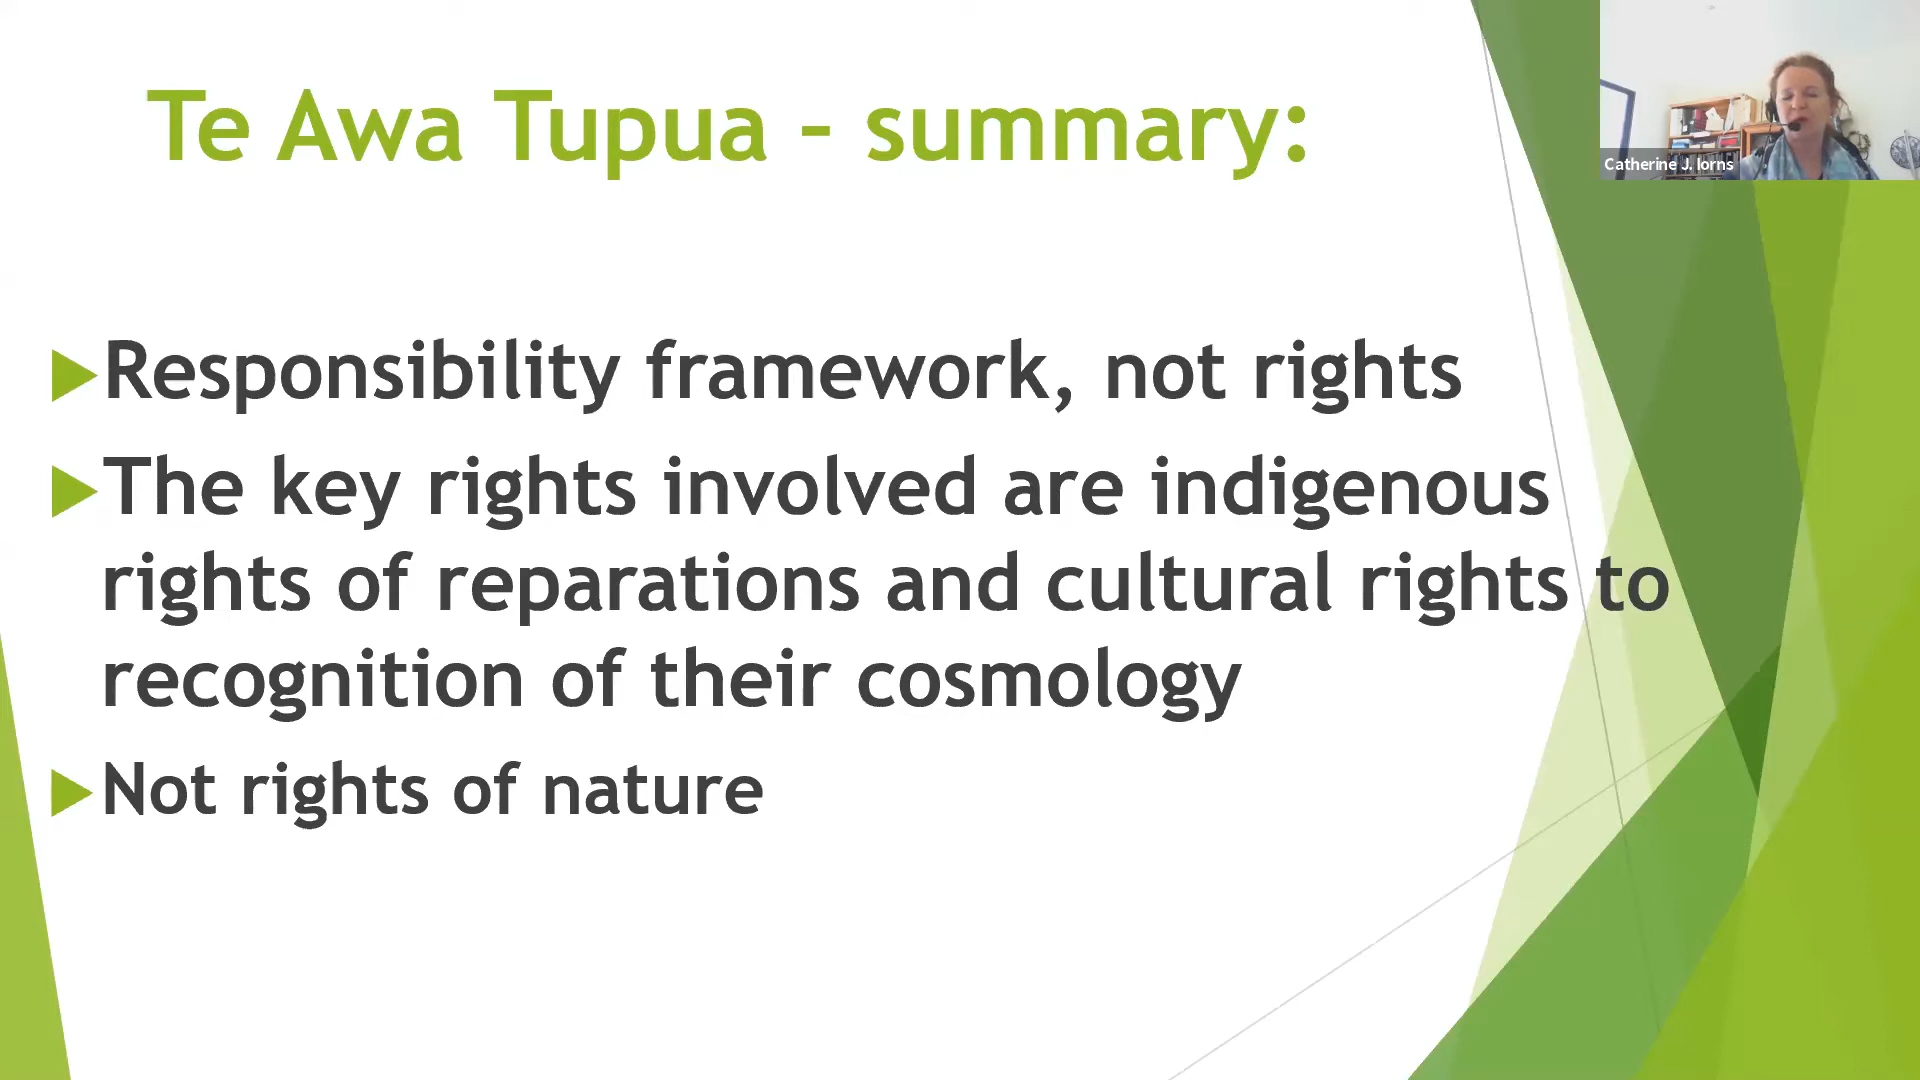 Te Awa Tupua – summary:
Catherine J. Iorns
Responsibility framework, not rights
The key rights involved are indigenous
rights of reparations and cultural rights to
recognition of their cosmology
Not rights of nature